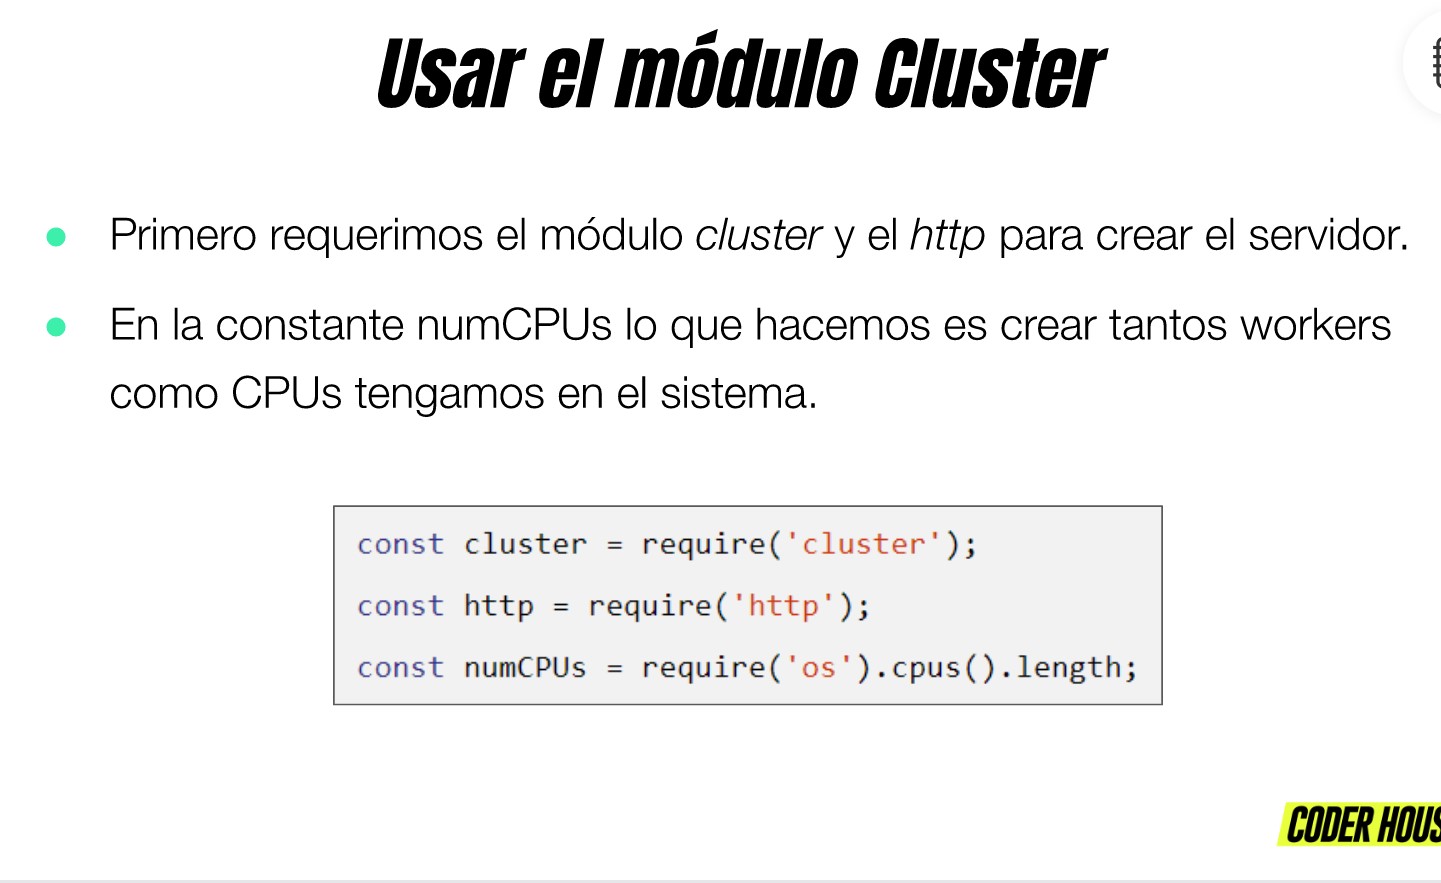 Usar el módulo Cluster
Primero requerimos el módulo cluster y el http para crear el servidor.
En la constante numCPUs lo que hacemos es crear tantos workers
como CPUs tengamos en el sistema.
const cluster = require('cluster');
const http = require('http');
const numCPUs = require('os').cpus().length;
CODER HOUS